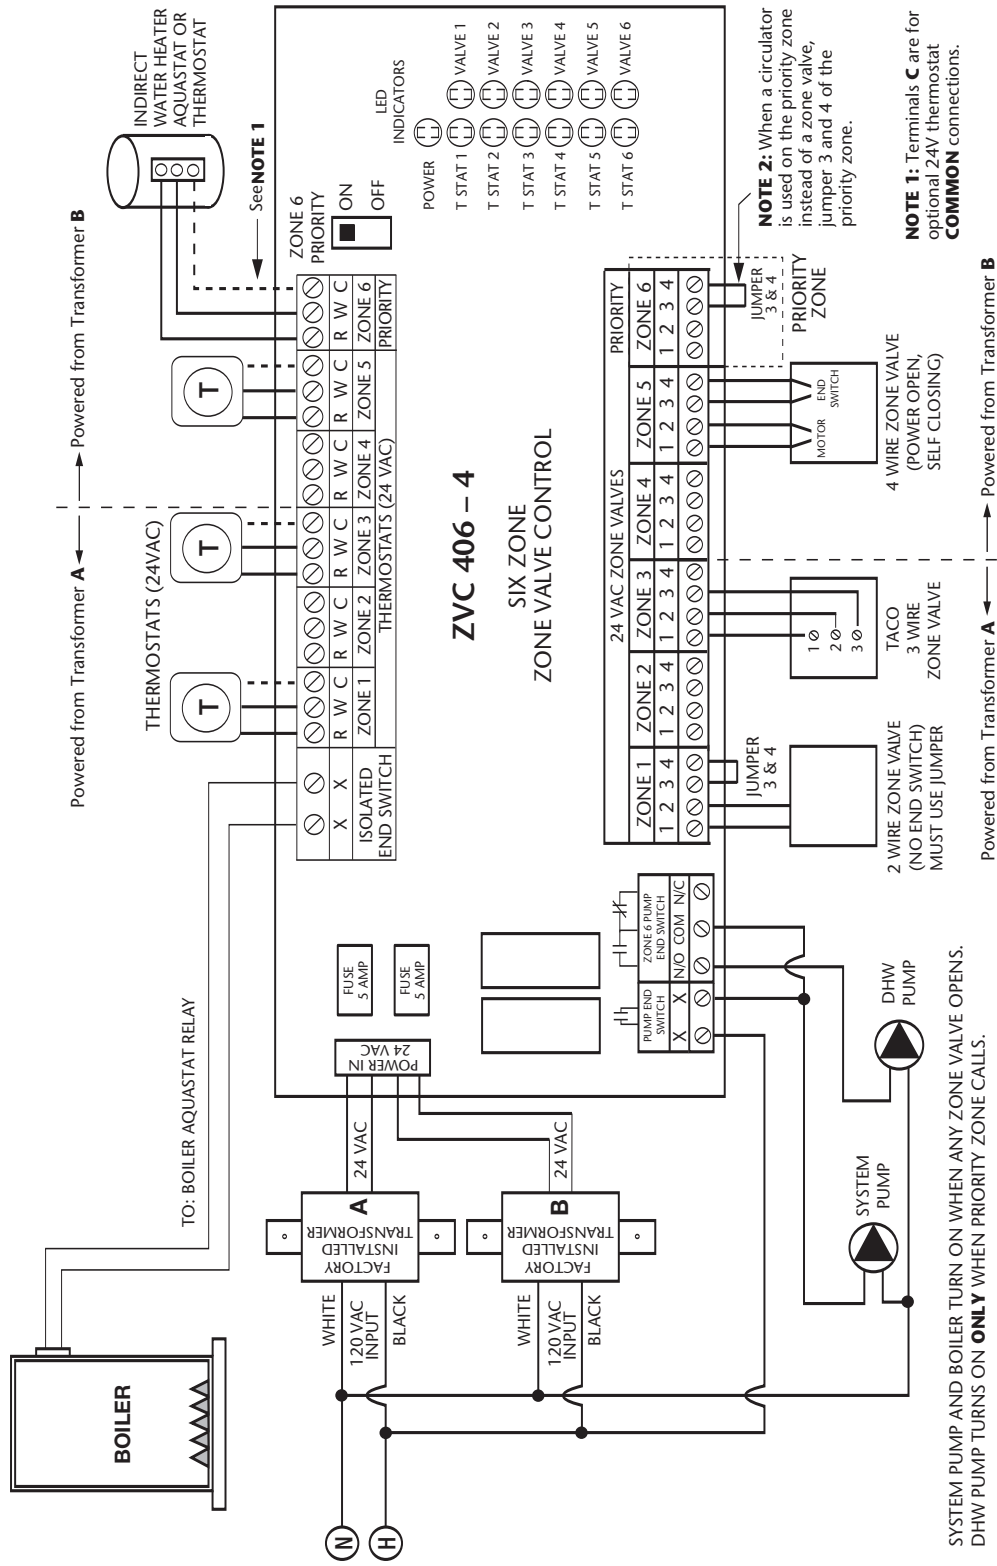 Powered from Transformer A
Powered from Transformer B
BOILER
TO: BOILER AQUASTAT RELAY
THERMOSTATS (24VAC)
T
T
T
INDIRECT
WATER HEATER
AQUASTAT OR
THERMOSTAT
See NOTE 1
X X
ISOLATED
END SWITCH
R W C
ZONE 1
R W C
ZONE 2
R W C
ZONE 3
R W C
ZONE 4
R W C
ZONE 5
R W C
ZONE 6
PRIORITY
THERMOSTATS (24 VAC)
ZONE 6
PRIORITY
ON
OFF
LED
INDICATORS
POWER
T STAT 1 VALVE 1
T STAT 2 VALVE 2
T STAT 3 VALVE 3
T STAT 4 VALVE 4
T STAT 5 VALVE 5
T STAT 6 VALVE 6
ZVC 406 – 4
SIX ZONE
ZONE VALVE CONTROL
FUSE
5 AMP
FUSE
5 AMP
POWER IN
24 VAC
24 VAC
24 VAC
FACTORY
INSTALLED
TRANSFORMER
A
FACTORY
INSTALLED
TRANSFORMER
B
WHITE
120 VAC
INPUT
BLACK
WHITE
120 VAC
INPUT
BLACK
N
H
PUMP END
SWITCH
X X
ZONE 6 PUMP
END SWITCH
N/O COM N/C
24 VAC ZONE VALVES
PRIORITY
ZONE 1
1 2 3 4
ZONE 2
1 2 3 4
ZONE 3
1 2 3 4
ZONE 4
1 2 3 4
ZONE 5
1 2 3 4
ZONE 6
1 2 3 4
JUMPER
3 & 4
JUMPER
3 & 4
PRIORITY
ZONE
NOTE 2: When a circulator
is used on the priority zone
instead of a zone valve,
jumper 3 and 4 of the
priority zone.
NOTE 1: Terminals C are for
optional 24V thermostat
COMMON connections.
2 WIRE ZONE VALVE
(NO END SWITCH)
MUST USE JUMPER
1
2
3
TACO
3 WIRE
ZONE VALVE
MOTOR
END
SWITCH
4 WIRE ZONE VALVE
(POWER OPEN,
SELF CLOSING)
Powered from Transformer A
Powered from Transformer B
SYSTEM
PUMP
DHW
PUMP
SYSTEM PUMP AND BOILER TURN ON WHEN ANY ZONE VALVE OPENS.
DHW PUMP TURNS ON ONLY WHEN PRIORITY ZONE CALLS.